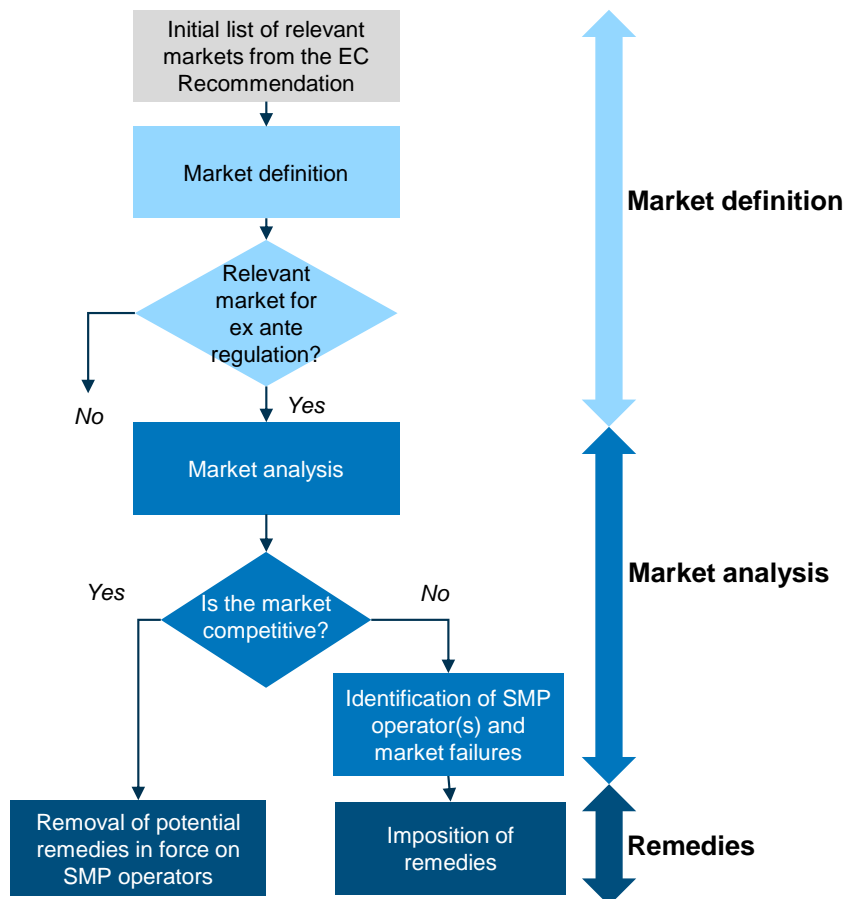 Initial list of relevant
markets from the EC
Recommendation
Market definition
Market definition
Relevant
market for
ex ante
regulation?
No
Yes
Market analysis
Market analysis
Yes
No
Is the market
competitive?
Identification of SMP
operator(s) and
market failures
Removal of potential
remedies in force on
SMP operators
Imposition of
remedies
Remedies